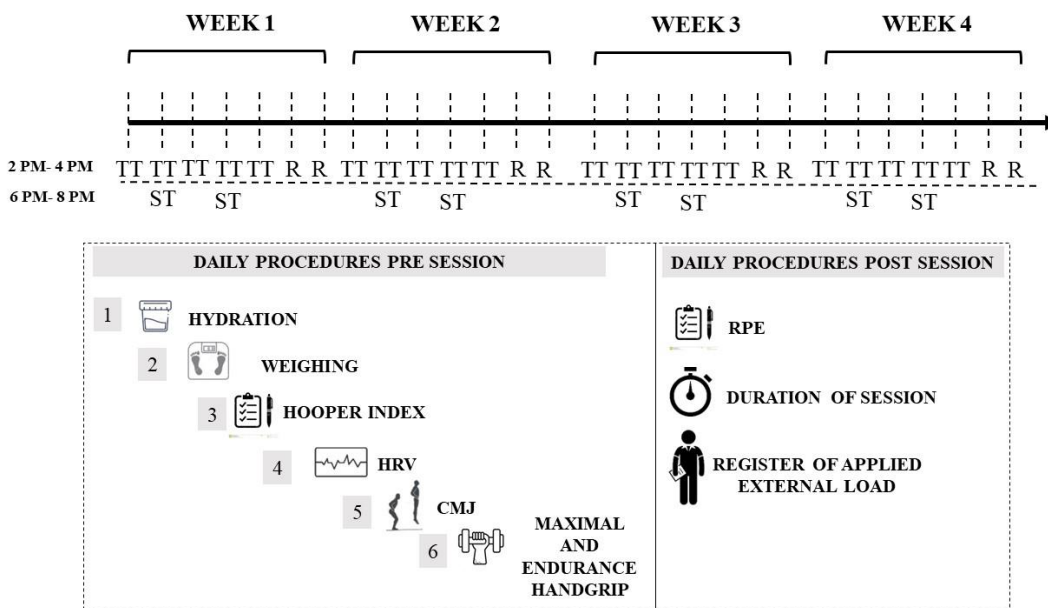 WEEK 1 WEEK 2 WEEK 3 WEEK 4
2 PM- 4 PM TT TT TT TT TT R R TT TT TT TT TT R R TT TT TT TT TT R R TT TT TT TT TT R R
6 PM- 8 PM ST ST ST ST ST ST ST ST
DAILY PROCEDURES PRE SESSION
1 HYDRATION
2 WEIGHING
3 HOOPER INDEX
4 HRV
5 CMJ
6 MAXIMAL
AND
ENDURANCE
HANDGRIP
DAILY PROCEDURES POST SESSION
RPE
DURATION OF SESSION
REGISTER OF APPLIED
EXTERNAL LOAD